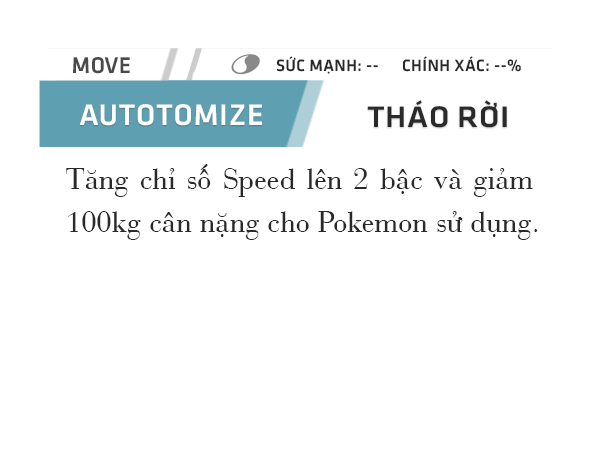 MOVE SỨC MẠNH: -- CHÍNH XÁC: --%
AUTOTOMIZE THÁO RỜI
Tăng chỉ số Speed lên 2 bậc và giảm
100kg cân nặng cho Pokemon sử dụng.